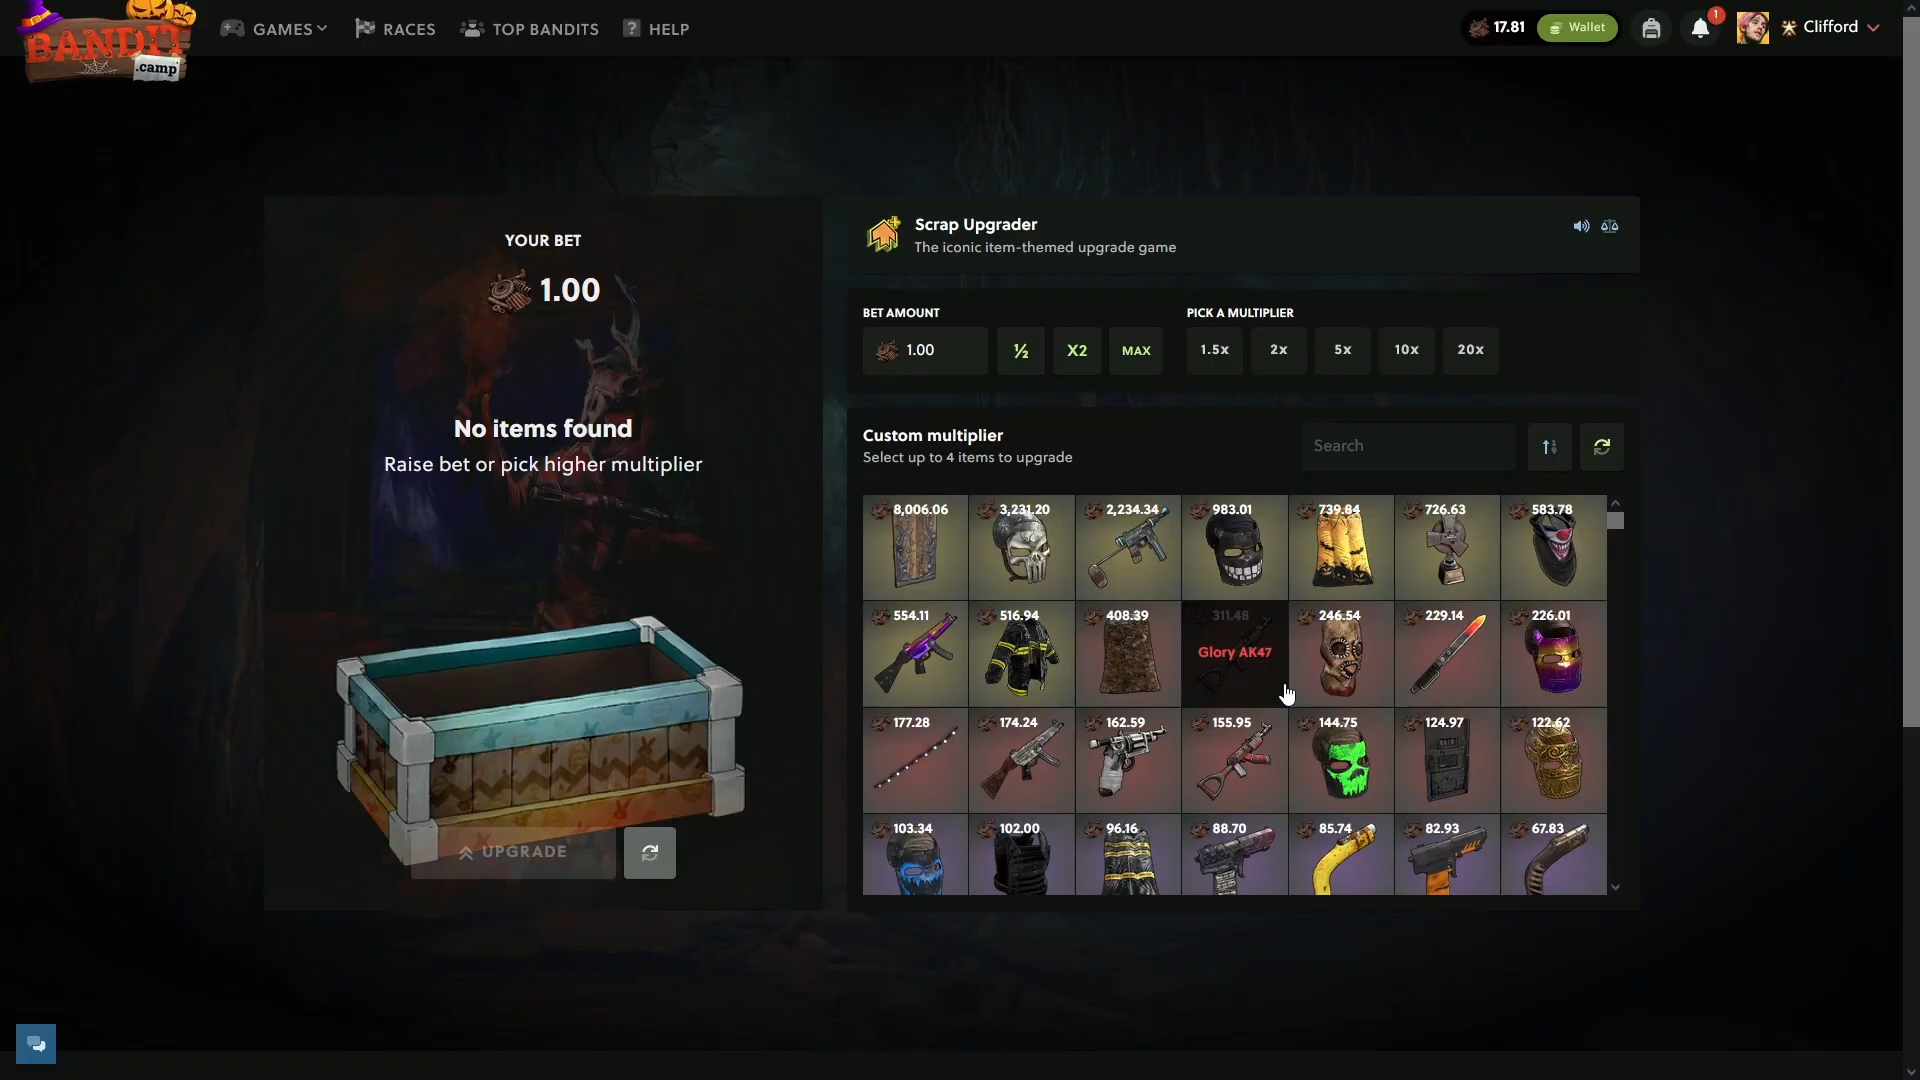 BANDIT
.camp
GAMES
RACES
TOP BANDITS
HELP
17.81
Wallet
1
Clifford
YOUR BET
1.00
No items found
Raise bet or pick higher multiplier
UPGRADE
Scrap Upgrader
The iconic item-themed upgrade game
BET AMOUNT
PICK A MULTIPLIER
1.00
½
X2
MAX
1.5x
2x
5x
10x
20x
Custom multiplier
Select up to 4 items to upgrade
Search
8,006.06
3,231.20
2,234.34
983.01
739.84
726.63
583.78
554.11
516.94
408.39
311.48
Glory AK47
246.54
229.14
226.01
177.28
174.24
162.59
155.95
144.75
124.97
122.62
103.34
102.00
96.16
88.70
85.74
82.93
67.83